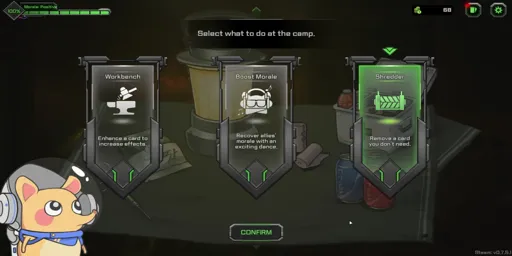 100%
68
Select what to do at the camp.
Workbench
Enhance a card to
increase effects.
Boost Morale
Recover allies'
morale with an
exciting dance.
Shredder
Remove a card
you don't need.
CONFIRM